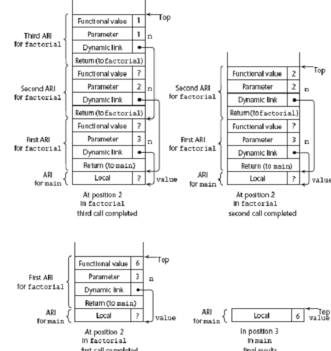 Functional value 1 Top
Third ARI
for factorial
Parameter 1 n
Dynamic link
Return (to factorial)
Functional value ?
Second ARI
for factorial
Parameter 2 n
Dynamic link
Return (to factorial)
Functional value ?
First ARI
for factorial
Parameter 3 n
Dynamic link
Return (to main)
ARI
for main
Local ? value
At position 2
in factorial
third call completed
Functional value 2 Top
Second ARI
for factorial
Parameter 2 n
Dynamic link
Return (to factorial)
Functional value ?
First ARI
for factorial
Parameter 3 n
Dynamic link
Return (to main)
ARI
for main
Local ? value
At position 2
in factorial
second call completed
Functional value 6 Top
First ARI
for factorial
Parameter 3 n
Dynamic link
Return (to main)
ARI
for main
Local ? value
At position 2
in factorial
first call completed
Top
ARI
for main
Local 6 value
In position 3
in main
final results